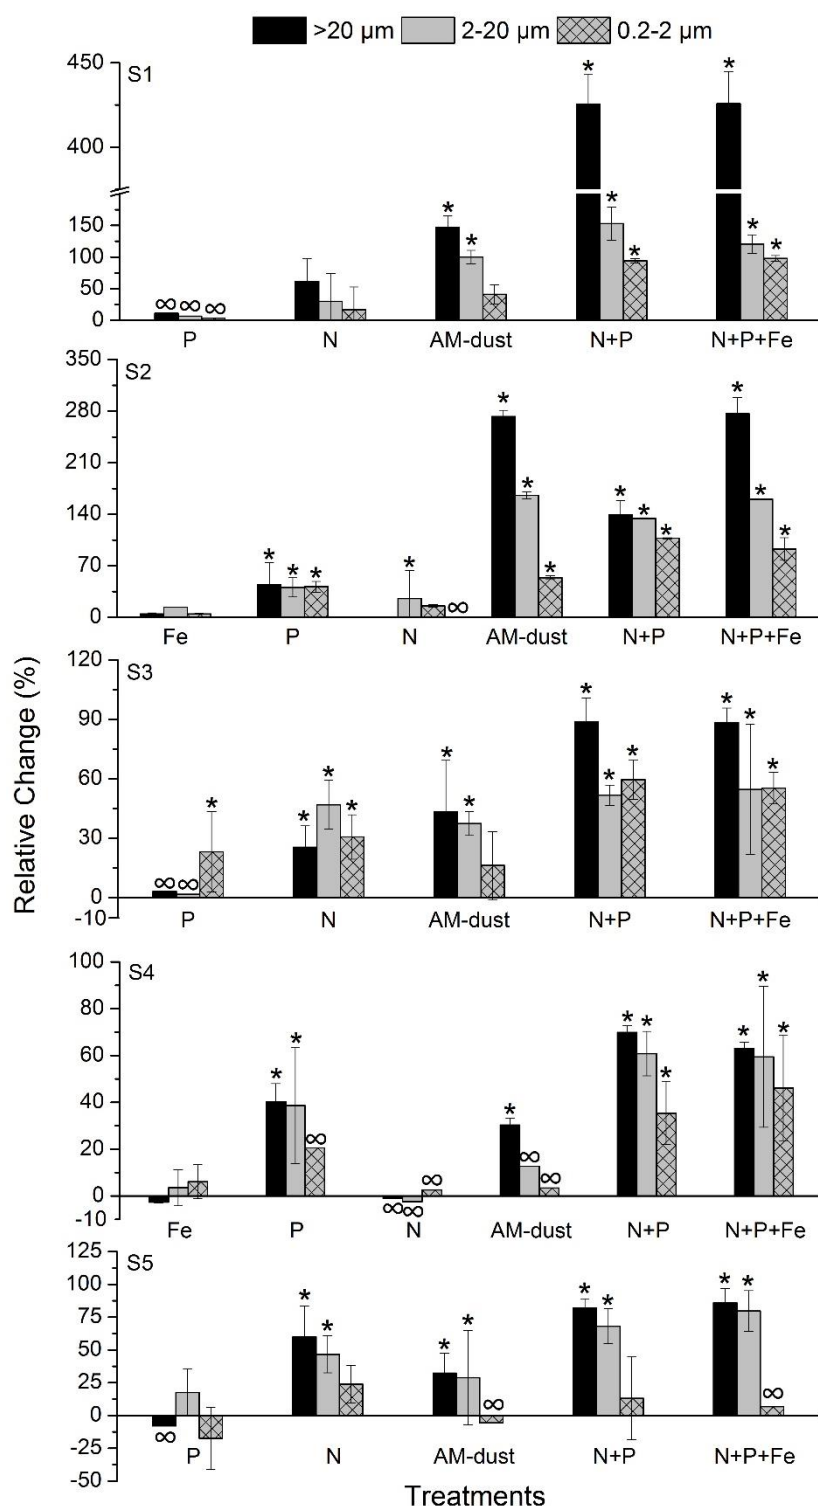 >20 µm 2-20 µm 0.2-2 µm
S1
450
400
150
100
50
0
* * * * * * * *
∞ ∞ ∞
P N AM-dust N+P N+P+Fe
S2
350
280
210
140
70
0
* * * * * * * * * * * * *
∞
Fe P N AM-dust N+P N+P+Fe
S3
120
90
60
30
0
-10
* * * * * * * * * * * *
∞ ∞
P N AM-dust N+P N+P+Fe
S4
100
80
60
40
20
0
-10
* * * * * * * * *
∞ ∞ ∞ ∞ ∞ ∞
Fe P N AM-dust N+P N+P+Fe
S5
125
100
75
50
25
0
-25
-50
* * * * * * * *
∞ ∞ ∞
P N AM-dust N+P N+P+Fe
Relative Change (%)
Treatments